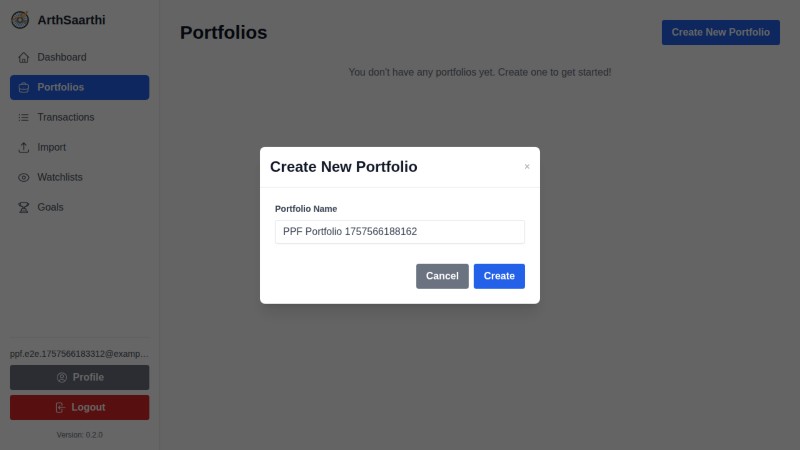 ArthSaarthi
Dashboard
Portfolios
Transactions
Import
Watchlists
Goals
ppf.e2e.1757566183312@examp...
Profile
Logout
Version: 0.2.0
Portfolios
Create New Portfolio
You don't have any portfolios yet. Create one to get started!
Create New Portfolio
×
Portfolio Name
PPF Portfolio 1757566188162
Cancel
Create